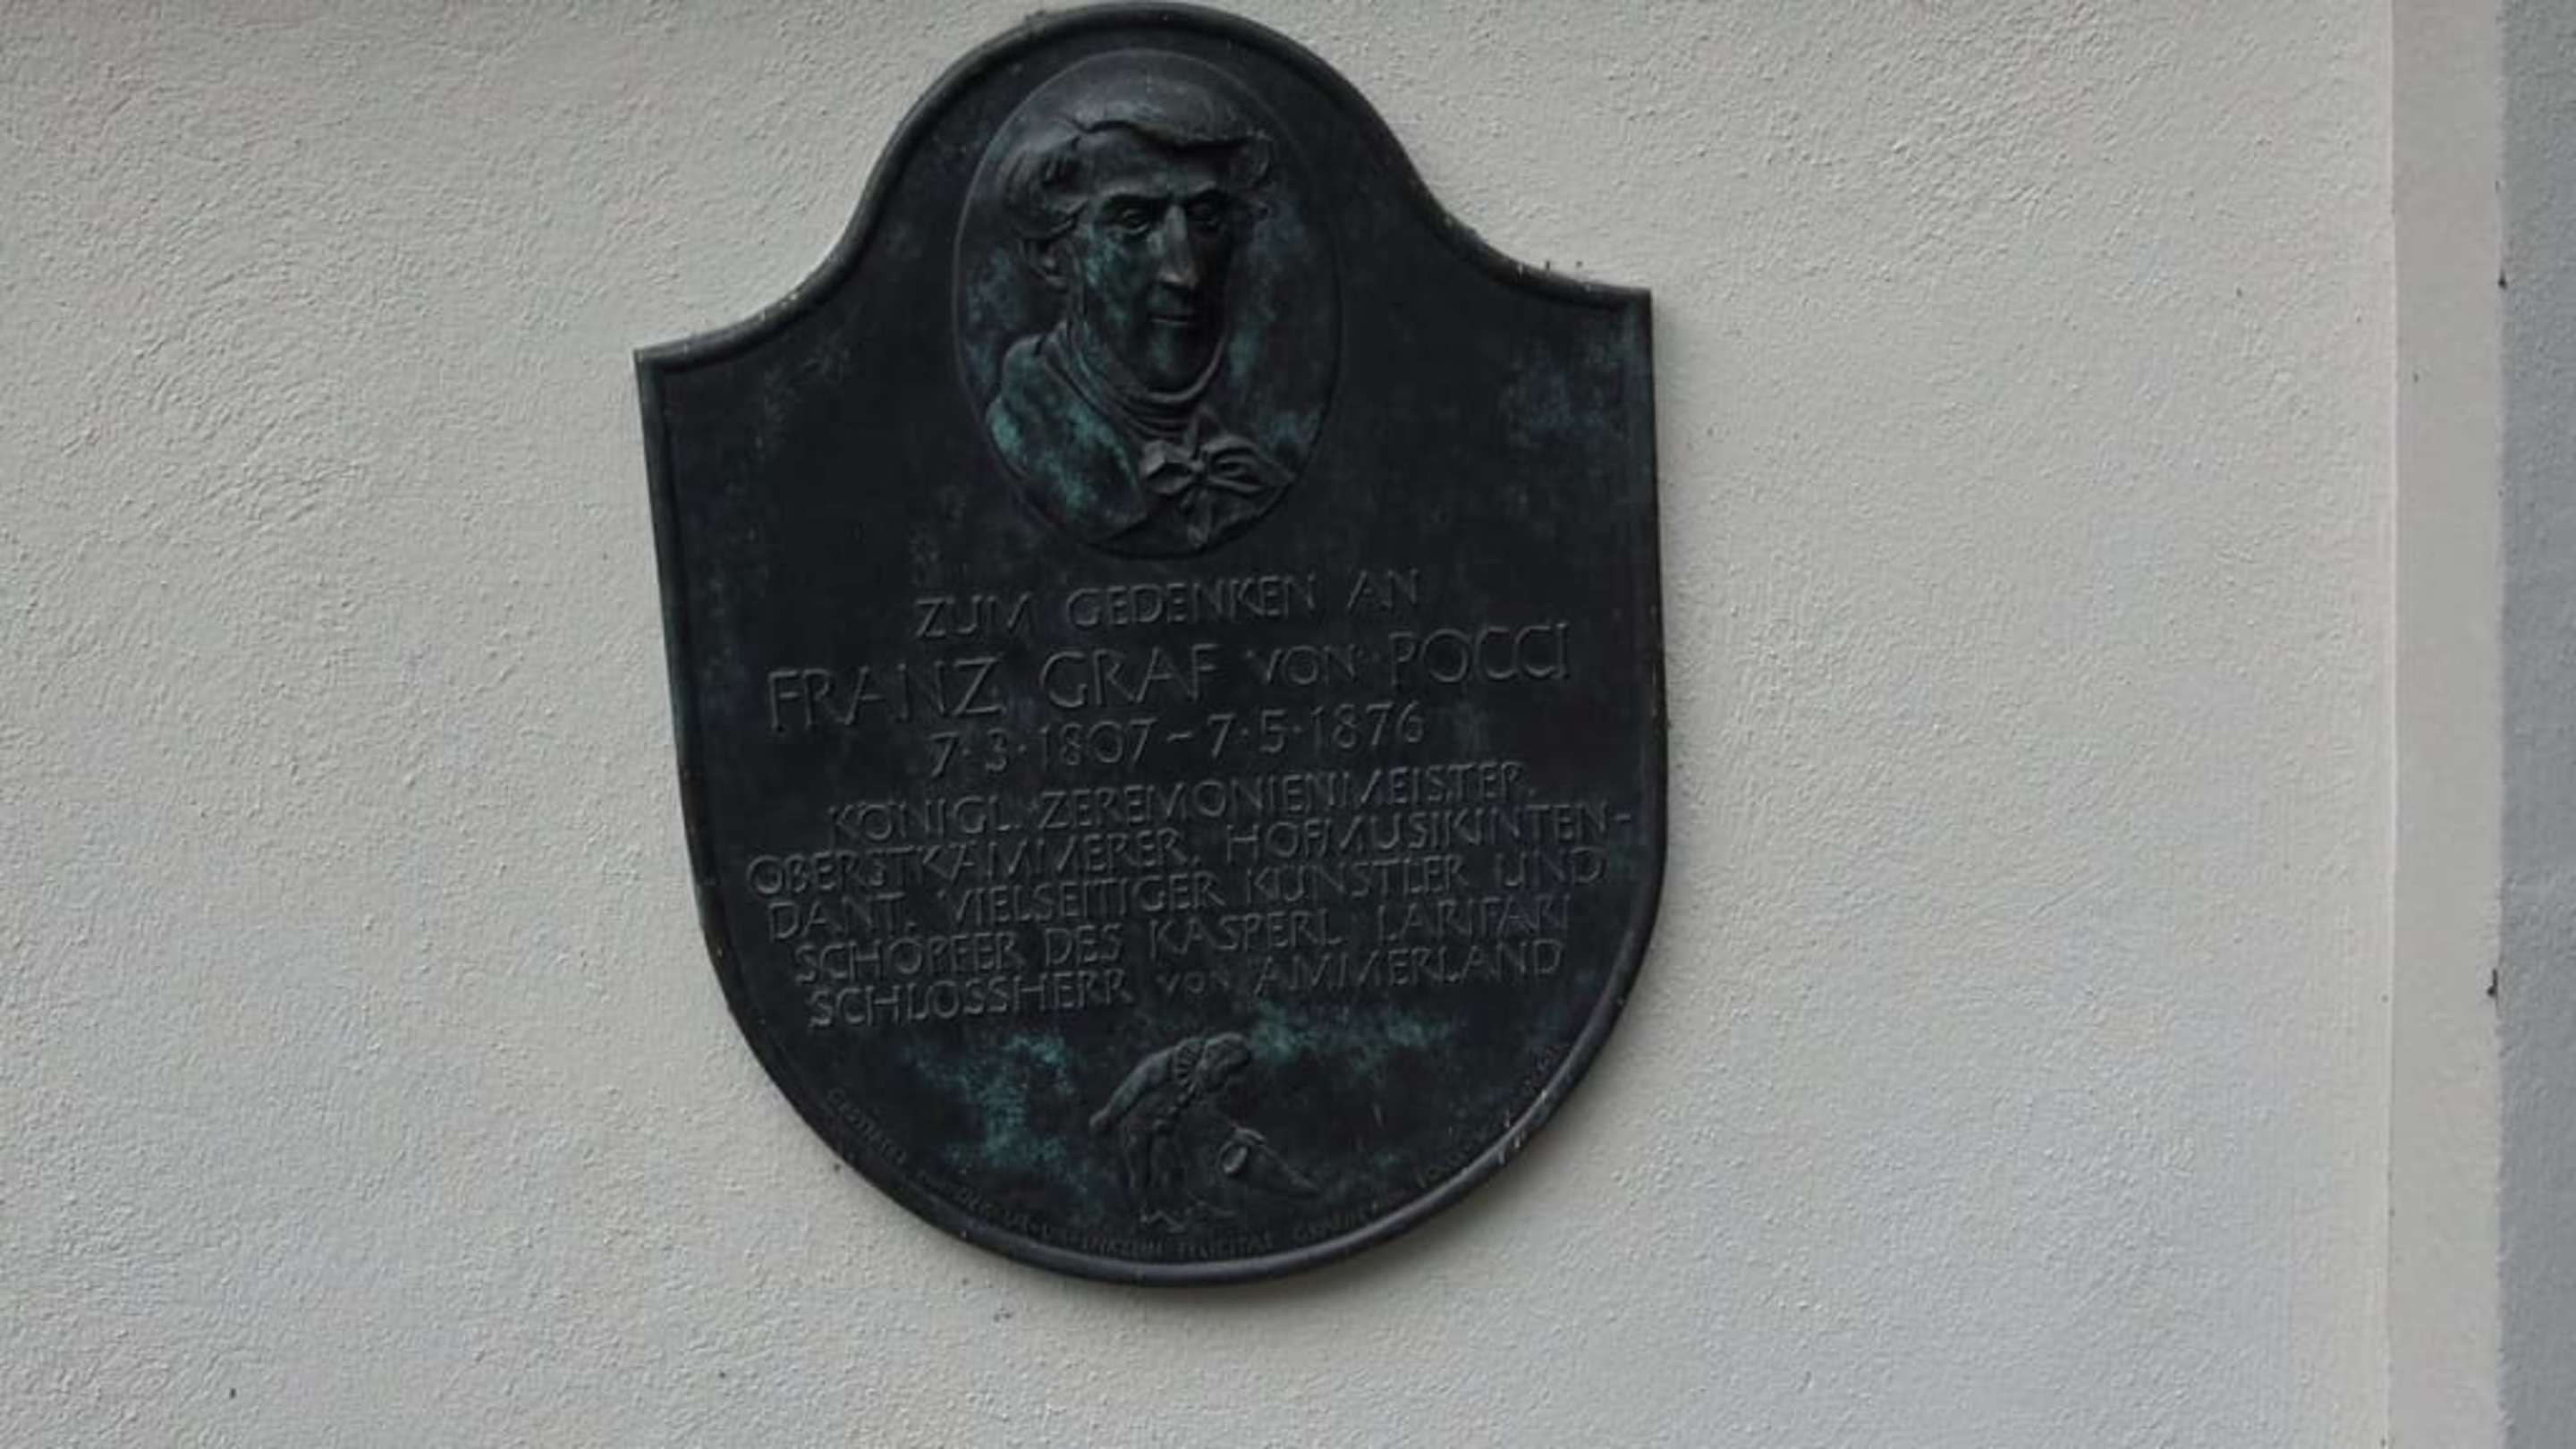 ZUM GEDENKEN AN
FRANZ GRAF VON POCCI
7·3·1807–7·5·1876
KÖNIGL. ZEREMONIENMEISTER,
OBERSTKÄMMERER, HOFMUSIKINTEN-
DANT, VIELSEITIGER KÜNSTLER UND
SCHÖPFER DES KASPERL LARIFARI
SCHLOSSHERR VON AMMERLAND